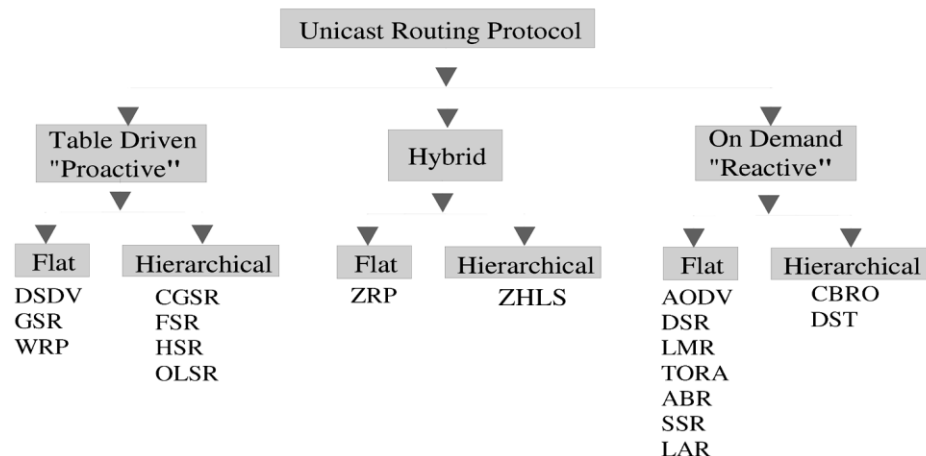 Unicast Routing Protocol
Table Driven
"Proactive"
Hybrid
On Demand
"Reactive"
Flat
DSDV
GSR
WRP
Hierarchical
CGSR
FSR
HSR
OLSR
Flat
ZRP
Hierarchical
ZHLS
Flat
AODV
DSR
LMR
TORA
ABR
SSR
LAR
Hierarchical
CBRO
DST